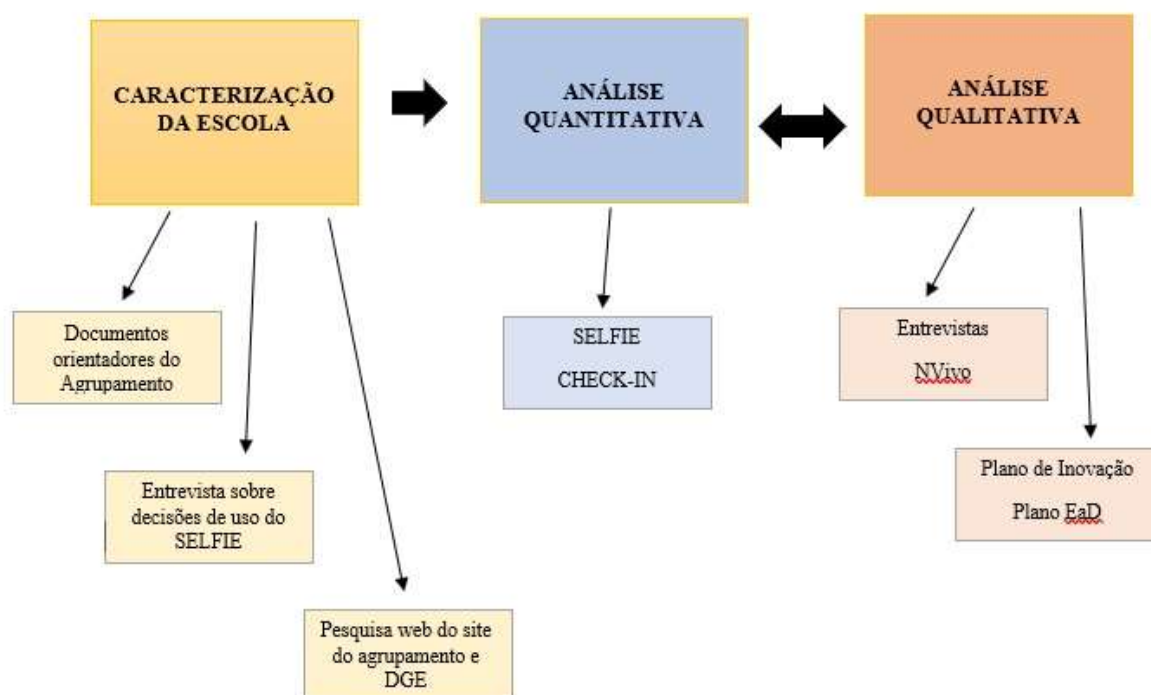 CARACTERIZAÇÃO
DA ESCOLA
ANÁLISE
QUANTITATIVA
ANÁLISE
QUALITATIVA
Documentos
orientadores do
Agrupamento
Entrevista sobre
decisões de uso do
SELFIE
Pesquisa web do site
do agrupamento e
DGE
SELFIE
CHECK-IN
Entrevistas
NVivo
Plano de Inovação
Plano EaD